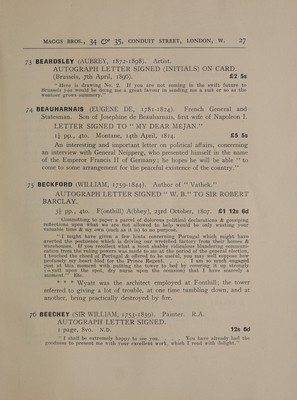 MAGGS BROS., 34 & 35, CONDUIT STREET, LONDON, W. 27
73 BEARDSLEY (AUBREY, 1872-1898). Artist.
AUTOGRAPH LETTER SIGNED (INITIALS) ON CARD.
(Brussels, 7th April, 1896). £2 5s
"Here is drawing No. 2. If you are not coming in the swift future to
Brussels you would be doing me a great favour in sending me a suit or so as the
weather grows summery."
74 BEAUHARNAIS (EUGENE DE, 1781-1824). French General and
Statesman. Son of Josephine de Beauharnais, first wife of Napoleon I.
LETTER SIGNED TO "MY DEAR MEJAN."
1½ pp., 4to. Montane, 14th April, 1814. £5 5s
An interesting and important letter on political affairs, concerning
an interview with General Neipperg, who presented himself in the name
of the Emperor Francis II of Germany; he hopes he will be able "to
come to some arrangement for the peaceful existence of the country."
75 BECKFORD (WILLIAM, 1759-1844). Author of "Vathek."
AUTOGRAPH LETTER SIGNED "W. B." TO SIR ROBERT
BARCLAY.
3½ pp., 4to. F(onthill) A(bbey), 23rd October, 1807. £1 12s 6d
"Committing to paper a parcel of dolorous political declarations & gossiping
reflections upon what we are not allowed to help would be only wasting your
valuable time & my own (such as it is) to no purpose.
"I might have given a few hints concerning Portugal which might have
averted the pestilence which is driving our wretched factory from their homes &
warehouses. If you recollect what a most shabby calumnious blundering
ration from the ruling powers was made to me at the period of the general election.
I touched the chord of Portugal & offered to be useful, you may well suppose how
profusely my heart bled for the Prince Regent. . . . I am so much engaged
just at this moment with putting the tower to bed by covering it up strongly
(Wyatt upon the spot, dry nurse upon the occasion) that I have scarcely a
moment." Etc.
* * * Wyatt was the architect employed at Fonthill; the tower
referred to giving a lot of trouble, at one time tumbling down, and at
another, being practically destroyed by fire.
76 BEECHEY (SIR WILLIAM, 1753-1839). Painter. R.A.
AUTOGRAPH LETTER SIGNED.
1 page, 8vo. N.D. 12s 6d
"I shall be extremely happy to see you. . . . You have already had the
goodness to present me with your excellent work, which I read with delight."